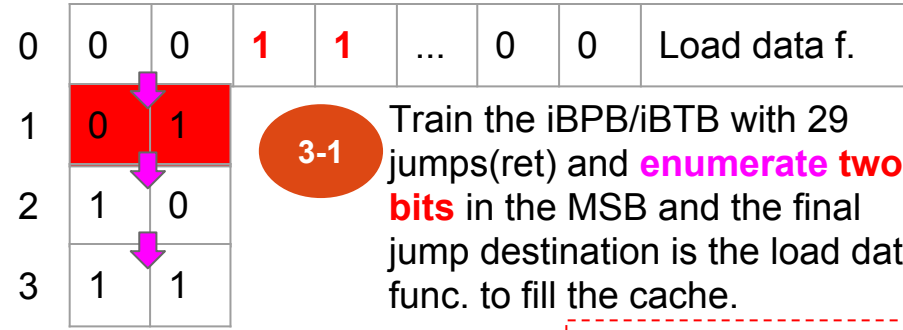 0 0 0 1 1 ... 0 0 Load data f.
1 0 1
3-1
Train the iBPB/iBTB with 29
jumps(ret) and enumerate two
bits in the MSB and the final
jump destination is the load dat
func. to fill the cache.
2 1 0
3 1 1